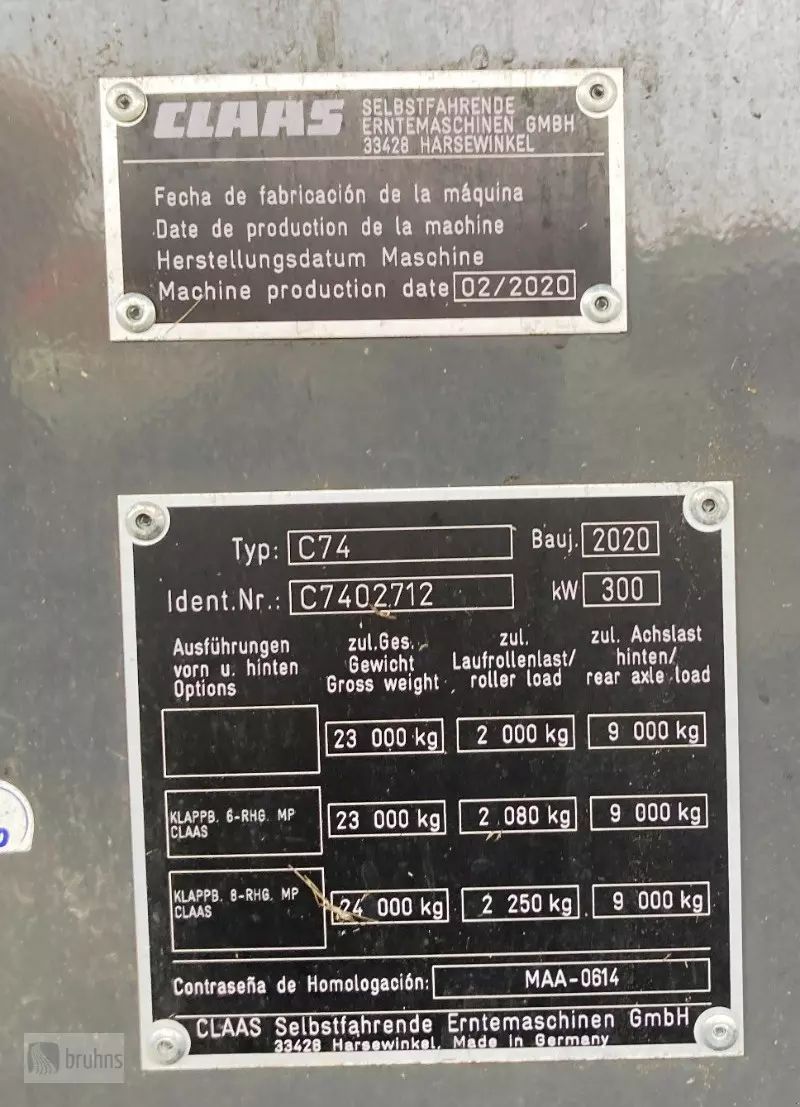 CLAAS SELBSTFAHRENDE
ERNTEMASCHINEN GMBH
33428 HARSEWINKEL
Fecha de fabricación de la máquina
Date de production de la machine
Herstellungsdatum Maschine
Machine production date 02/2020
Typ: C74 Bauj. 2020
Ident.Nr.: C7402712 kW 300
Ausführungen
vorn u. hinten
Options
zul.Ges.
Gewicht
Gross weight
zul.
Laufrollenlast/
roller load
zul. Achslast
hinten/
rear axle load
23 000 kg 2 000 kg 9 000 kg
KLAPPB. 6-RHG. MP
CLAAS
23 000 kg 2 080 kg 9 000 kg
KLAPPB. 8-RHG. MP
CLAAS
24 000 kg 2 250 kg 9 000 kg
Contraseña de Homologación: MAA-0614
CLAAS Selbstfahrende Erntemaschinen GmbH
33428 Harsewinkel, Made in Germany
bruhns